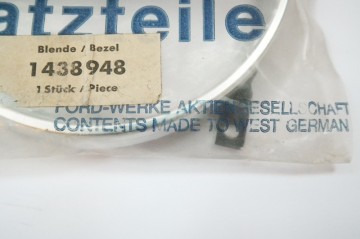 atzteile
Blende / Bezel
1438948
1 Stück / Piece
FORD-WERKE AKTIENGESELLSCHAFT
CONTENTS MADE TO WEST GERMAN